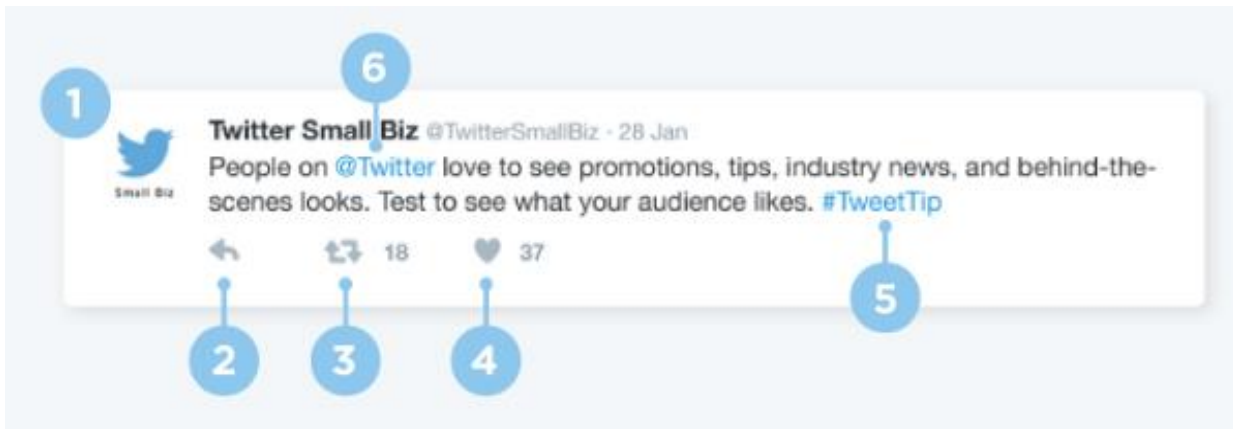 6
1
Twitter Small Biz @TwitterSmallBiz · 28 Jan
People on @Twitter love to see promotions, tips, industry news, and behind-the-
Small Biz
scenes looks. Test to see what your audience likes. #TweetTip
18 37
5
2 3 4